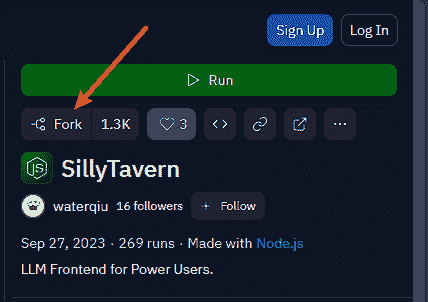 Sign Up Log In
Run
Fork 1.3K 3
SillyTavern
waterqiu 16 followers Follow
Sep 27, 2023 · 269 runs · Made with Node.js
LLM Frontend for Power Users.